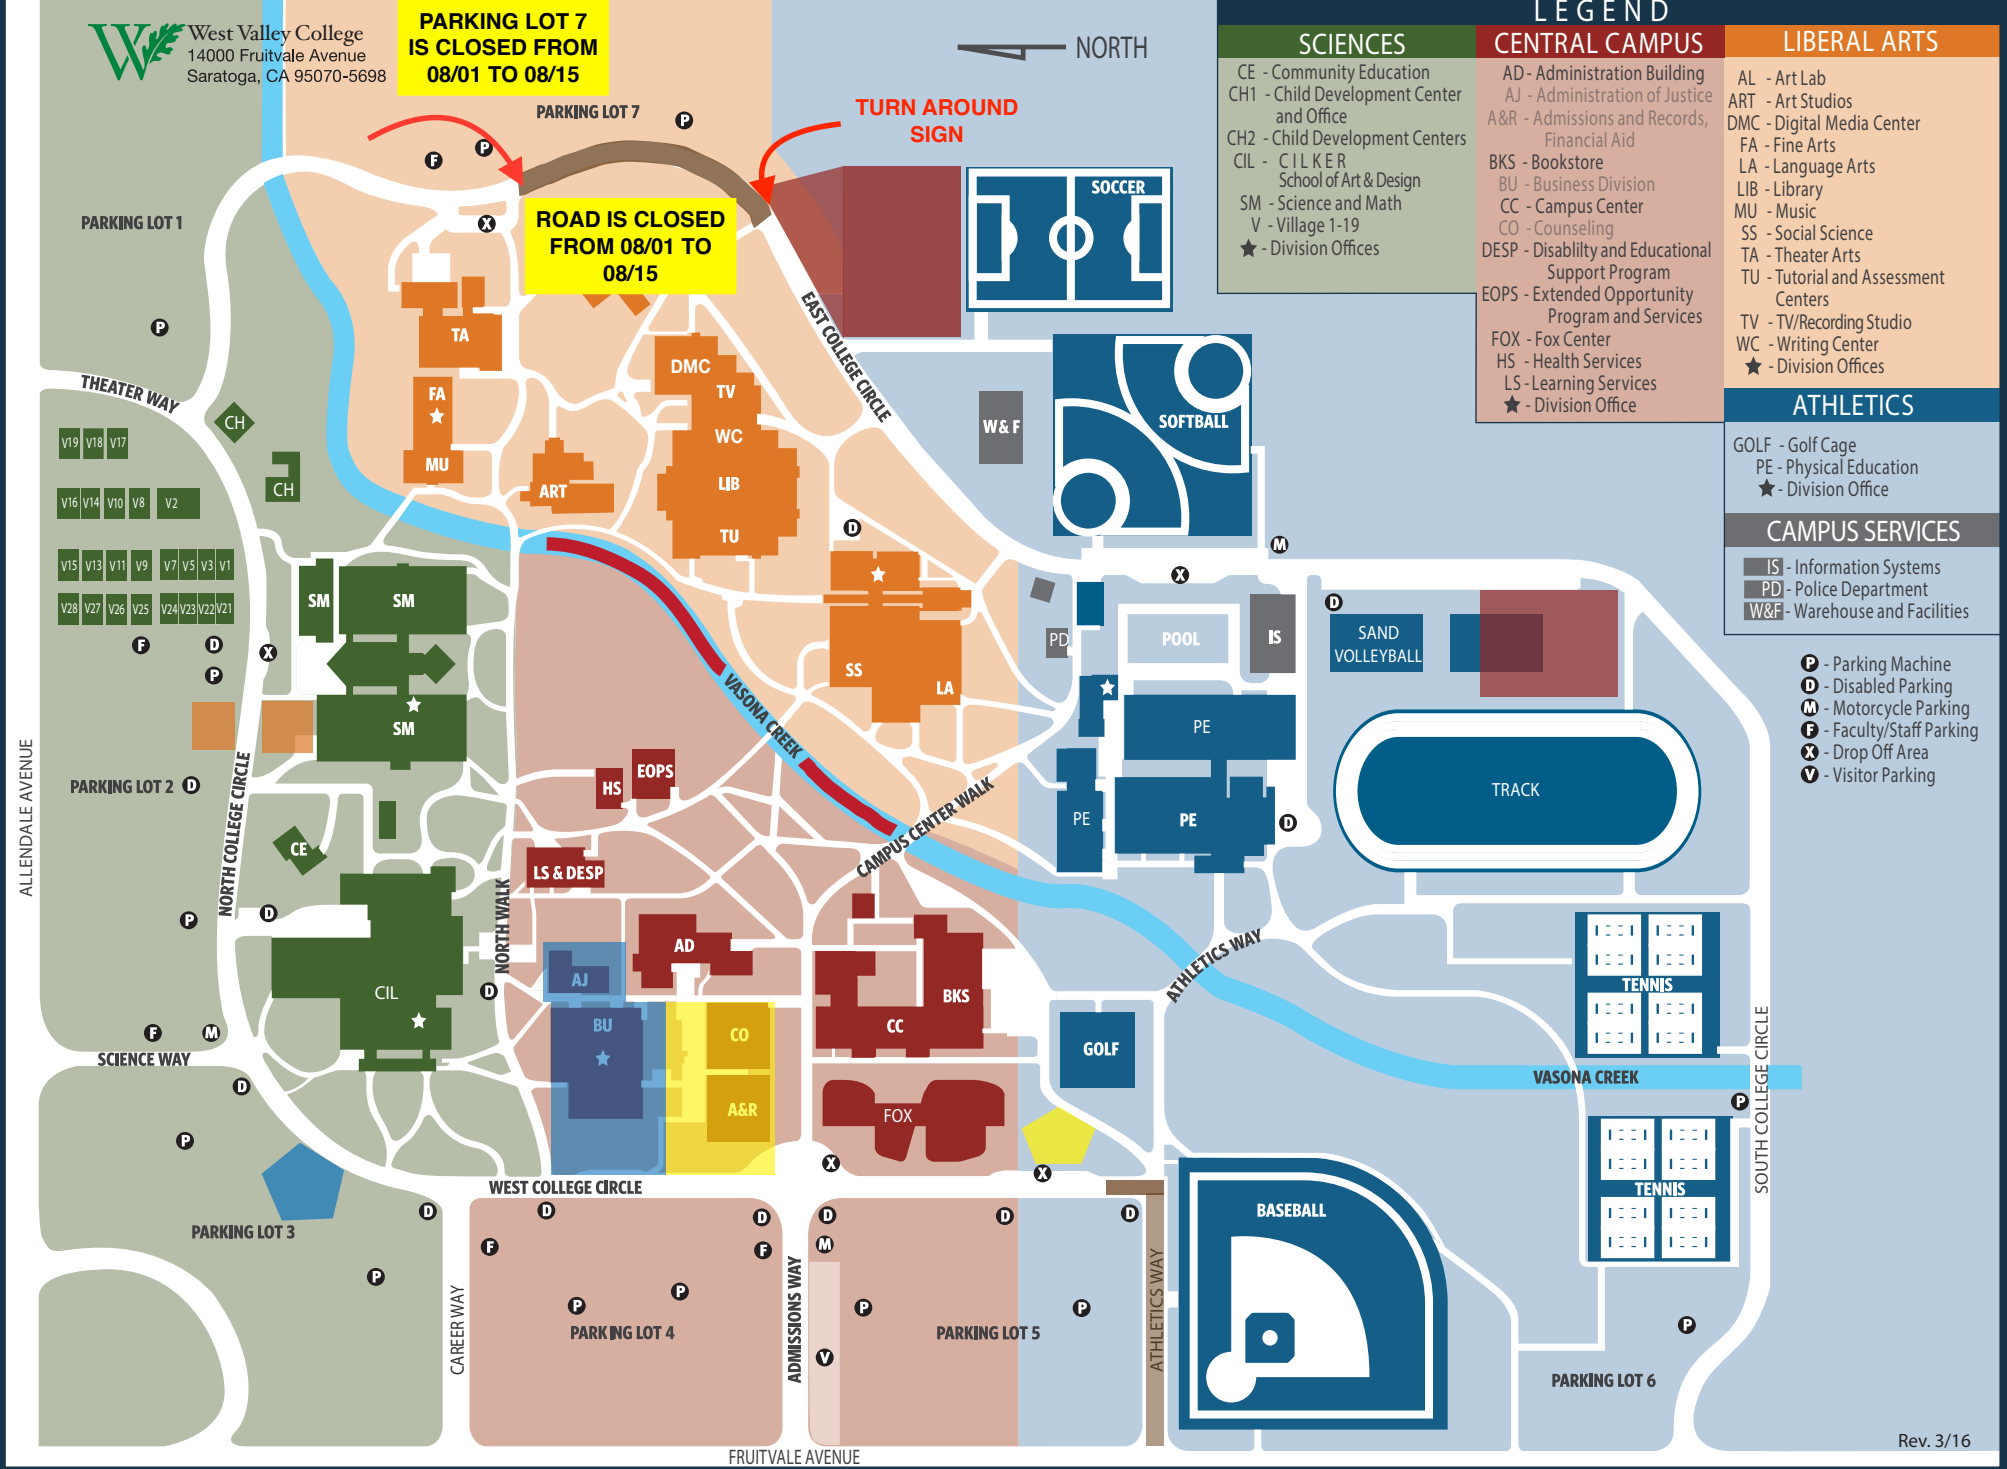 West Valley College
14000 Fruitvale Avenue
Saratoga, CA 95070-5698
PARKING LOT 7
IS CLOSED FROM
08/01 TO 08/15
NORTH
PARKING LOT 7
P
TURN AROUND
SIGN
F
P
X
ROAD IS CLOSED
FROM 08/01 TO
08/15
PARKING LOT 1
P
THEATER WAY
EAST COLLEGE CIRCLE
SOCCER
SOFTBALL
W& F
TA
FA
MU
ART
DMC
TV
WC
LIB
TU
D
SS
LA
CH
CH
V19
V18
V17
V16
V14
V10
V8
V2
V15
V13
V11
V9
V7
V5
V3
V1
V28
V27
V26
V25
V24
V23
V22
V21
F
D
X
P
SM
SM
SM
M
X
D
PD
POOL
IS
SAND
VOLLEYBALL
PE
PE
PE
D
TRACK
VASONA CREEK
CAMPUS CENTER WALK
ALLENDALE AVENUE
PARKING LOT 2
D
NORTH COLLEGE CIRCLE
CE
P
D
NORTH WALK
CIL
D
F
M
SCIENCE WAY
D
P
HS
EOPS
LS & DESP
AD
AJ
BU
CO
A&R
BKS
CC
FOX
X
X
GOLF
ATHLETICS WAY
TENNIS
VASONA CREEK
SOUTH COLLEGE CIRCLE
P
TENNIS
WEST COLLEGE CIRCLE
PARKING LOT 3
D
P
D
F
D
F
P
P
PARKING LOT 4
CAREER WAY
ADMISSIONS WAY
D
M
V
D
D
P
P
PARKING LOT 5
ATHLETICS WAY
BASEBALL
P
PARKING LOT 6
FRUITVALE AVENUE
Rev. 3/16
LEGEND
SCIENCES
CE - Community Education
CH1 - Child Development Center
and Office
CH2 - Child Development Centers
CIL - CILKER
School of Art & Design
SM - Science and Math
V - Village 1-19
★ - Division Offices
CENTRAL CAMPUS
AD - Administration Building
AJ - Administration of Justice
A&R - Admissions and Records,
Financial Aid
BKS - Bookstore
BU - Business Division
CC - Campus Center
CO - Counseling
DESP - Disablilty and Educational
Support Program
EOPS - Extended Opportunity
Program and Services
FOX - Fox Center
HS - Health Services
LS - Learning Services
★ - Division Office
LIBERAL ARTS
AL - Art Lab
ART - Art Studios
DMC - Digital Media Center
FA - Fine Arts
LA - Language Arts
LIB - Library
MU - Music
SS - Social Science
TA - Theater Arts
TU - Tutorial and Assessment
Centers
TV - TV/Recording Studio
WC - Writing Center
★ - Division Offices
ATHLETICS
GOLF - Golf Cage
PE - Physical Education
★ - Division Office
CAMPUS SERVICES
IS - Information Systems
PD - Police Department
W&F - Warehouse and Facilities
P - Parking Machine
D - Disabled Parking
M - Motorcycle Parking
F - Faculty/Staff Parking
X - Drop Off Area
V - Visitor Parking